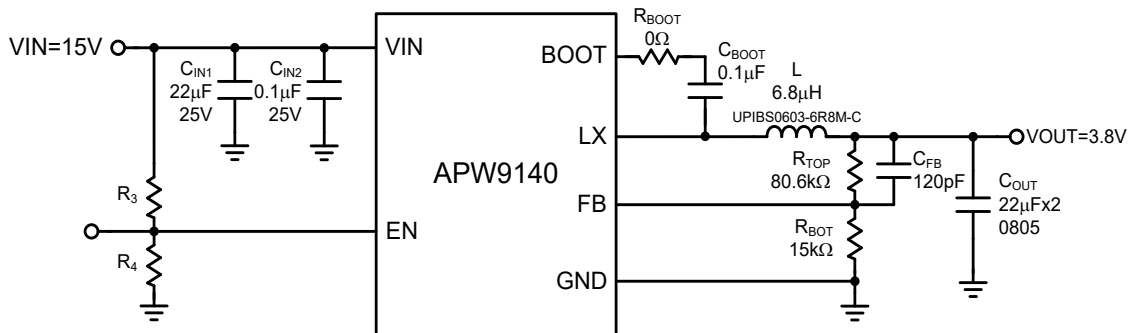 VIN=15V
CIN1
22μF
25V
CIN2
0.1μF
25V
R3
R4
VIN
EN
APW9140
BOOT
LX
FB
GND
RBOOT
0Ω
CBOOT
0.1μF
L
6.8μH
UPIBS0603-6R8M-C
RTOP
80.6kΩ
CFB
120pF
RBOT
15kΩ
VOUT=3.8V
COUT
22μFx2
0805